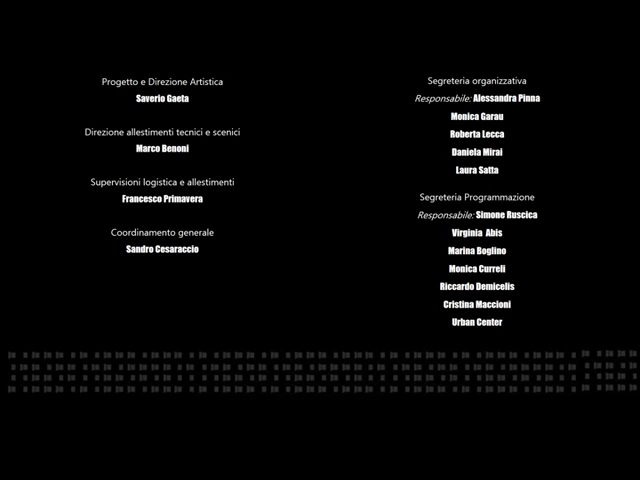 Progetto e Direzione Artistica
Saverio Gaeta
Direzione allestimenti tecnici e scenici
Marco Benoni
Supervisioni logistica e allestimenti
Francesco Primavera
Coordinamento generale
Sandro Cesaraccio
Segreteria organizzativa
Responsabile: Alessandra Pinna
Monica Garau
Roberta Lecca
Daniela Mirai
Laura Satta
Segreteria Programmazione
Responsabile: Simone Ruscica
Virginia Abis
Marina Boglino
Monica Curreli
Riccardo Demicelis
Cristina Maccioni
Urban Center